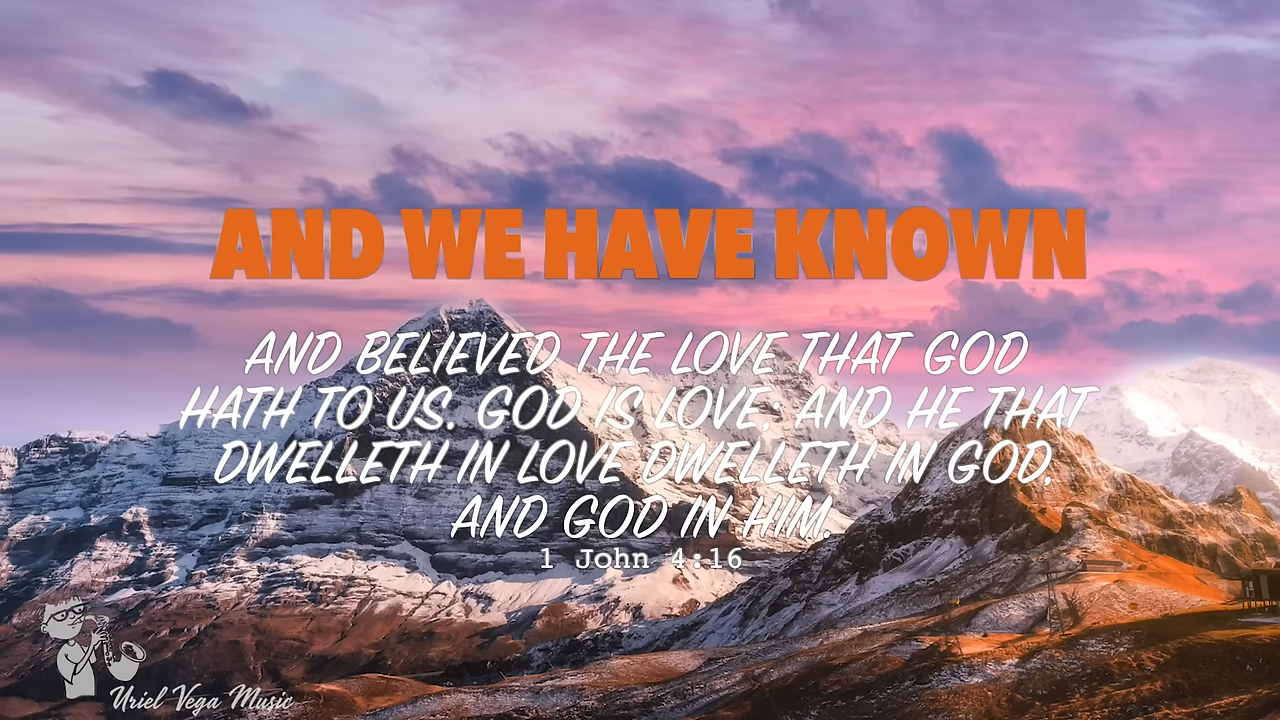 AND WE HAVE KNOWN
AND BELIEVED THE LOVE THAT GOD
HATH TO US. GOD IS LOVE; AND HE THAT
DWELLETH IN LOVE DWELLETH IN GOD,
AND GOD IN HIM.
1 John 4:16
Uriel Vega Music